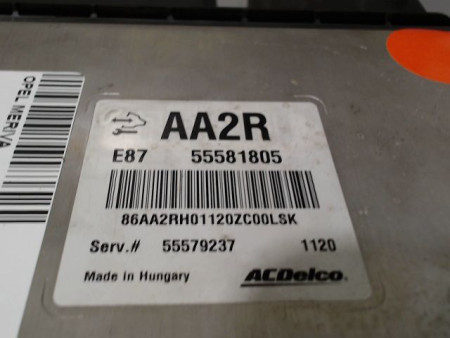 OPEL MERIVA
AA2R
E87 55581805
86AA2RH01120ZC00LSK
Serv.# 55579237 1120
Made in Hungary ACDelco.